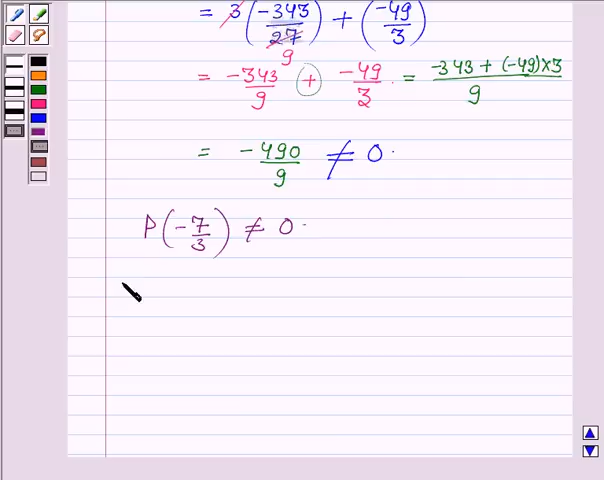 = 3(-343/27 9) + (-49/3)
= -343/9 + -49/3 = -343 + (-49)×3/9
= -490/9 ≠ 0.
P(-7/3) ≠ 0.